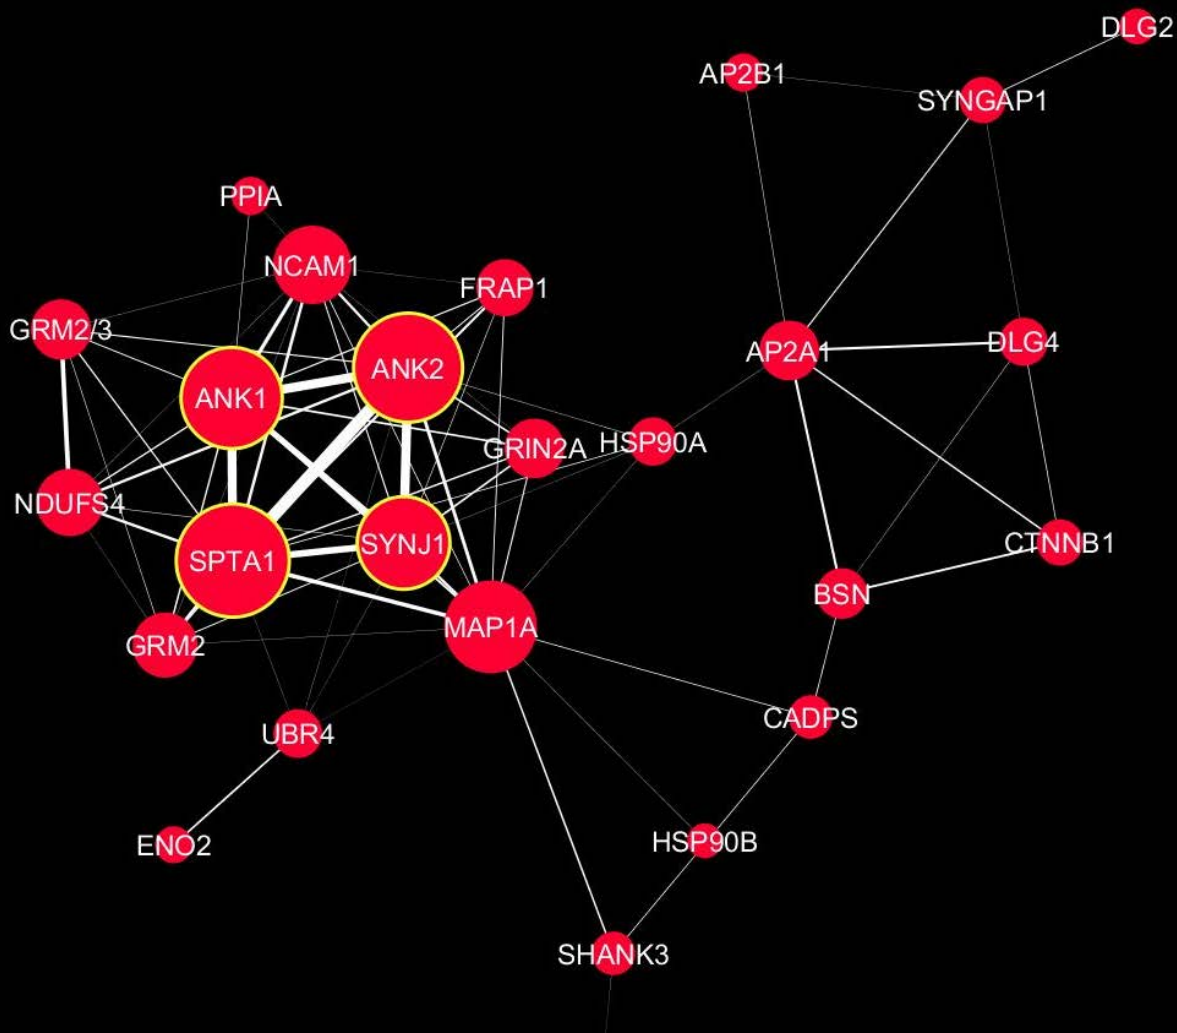 DLG2
AP2B1
SYNGAP1
PPIA
NCAM1
FRAP1
GRM2/3
ANK2
AP2A1
DLG4
ANK1
GRIN2A
HSP90A
NDUFS4
SYNJ1
CTNNB1
SPTA1
BSN
MAP1A
GRM2
CADPS
UBR4
HSP90B
ENO2
SHANK3